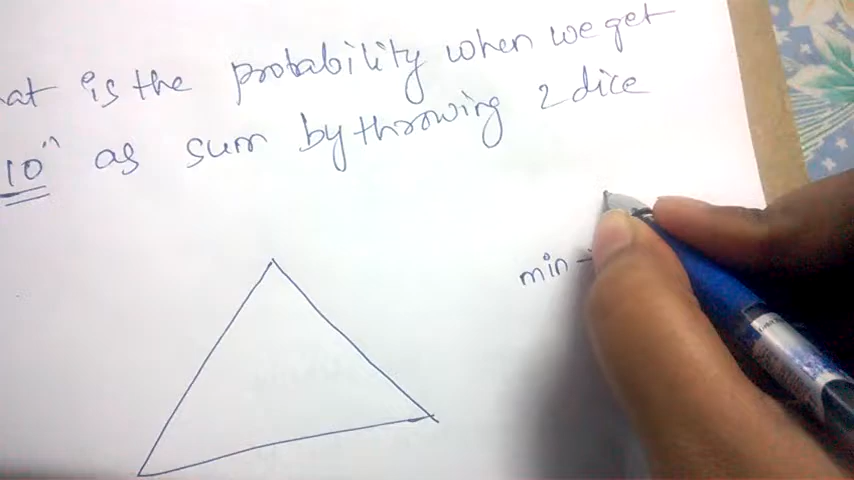 at is the probability when we get
10" as sum by throwing 2 dice
min -